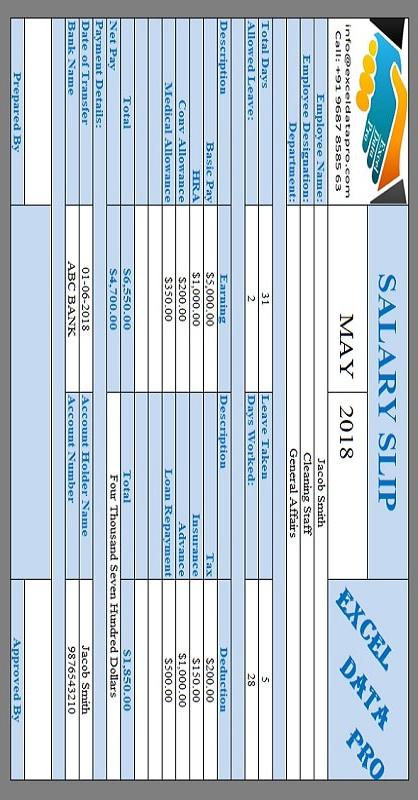 SALARY SLIP
EXCEL DATA PRO
info@exceldatapro.com
Call: +91 9687 8585 63
MAY 2018
Employee Name: Jacob Smith
Employee Designation: Cleaning Staff
Department: General Affairs
Total Days 31 Leave Taken 5
Allowed Leave: 2 Days Worked: 28
Description Earning Description Deduction
Basic Pay $5,000.00 Tax $200.00
HRA $1,000.00 Insurance $150.00
Conv Allowance $200.00 Advance $1,000.00
Medical Allowance $350.00 Loan Repayment $500.00
Total $6,550.00 Total $1,850.00
Net Pay $4,700.00 Four Thousand Seven Hundred Dollars
Payment Details:
Date of Transfer 01-06-2018 Account Holder Name Jacob Smith
Bank Name ABC BANK Account Number 9876543210
Prepared By Approved By